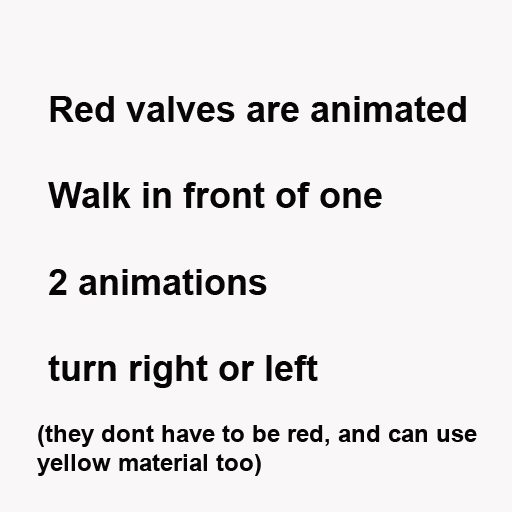 Red valves are animated
Walk in front of one
2 animations
turn right or left
(they dont have to be red, and can use
yellow material too)